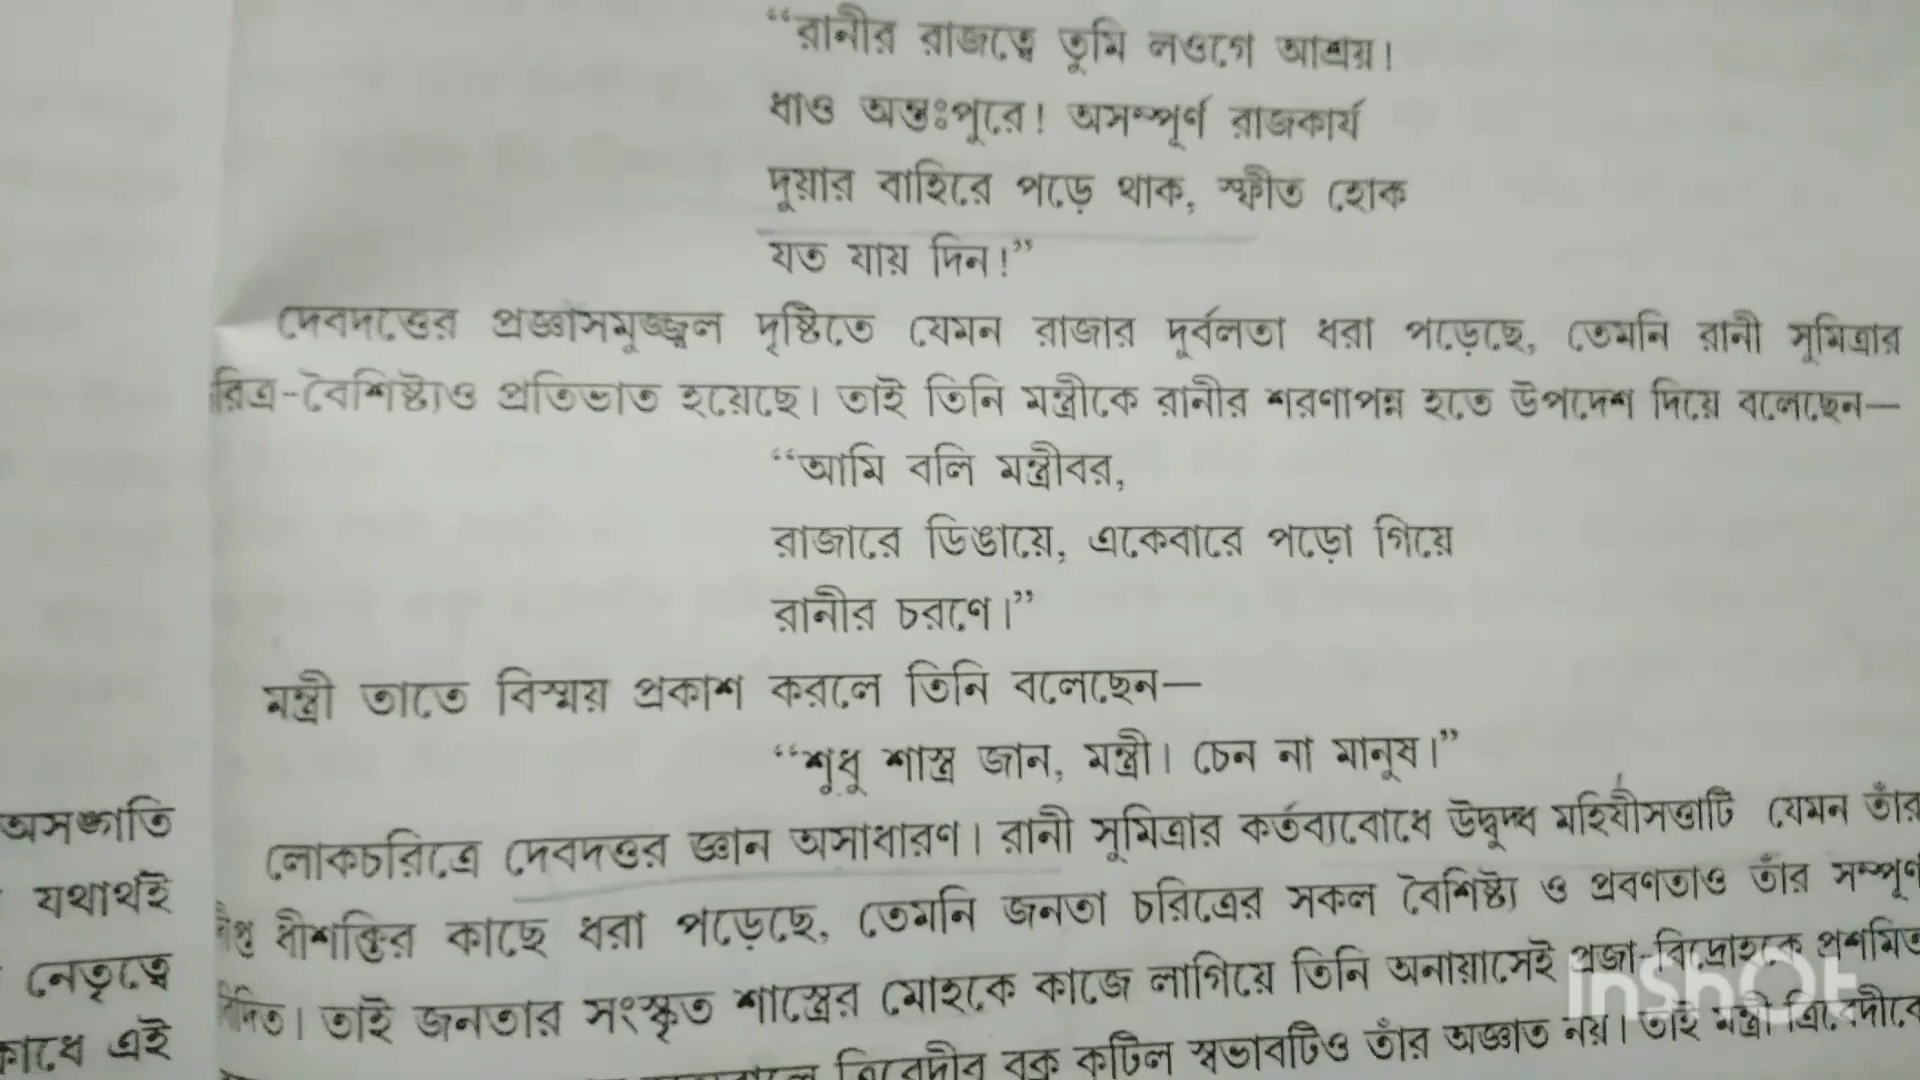 “রানীর রাজত্বে তুমি লওগে আশ্রয়।
ধাও অন্তঃপুরে! অসম্পূর্ণ রাজকার্য
দুয়ার বাহিরে পড়ে থাক, স্ফীত হোক
যত যায় দিন!”
দেবদত্তের প্রজ্ঞাসমুজ্জ্বল দৃষ্টিতে যেমন রাজার দুর্বলতা ধরা পড়েছে, তেমনি রানী সুমিত্রার
রিত্র-বৈশিষ্ট্যও প্রতিভাত হয়েছে। তাই তিনি মন্ত্রীকে রানীর শরণাপন্ন হতে উপদেশ দিয়ে বলেছেন—
“আমি বলি মন্ত্রীবর,
রাজারে ডিঙায়ে, একেবারে পড়ো গিয়ে
রানীর চরণে।”
মন্ত্রী তাতে বিস্ময় প্রকাশ করলে তিনি বলেছেন—
“শুধু শাস্ত্র জান, মন্ত্রী। চেন না মানুষ।”
লোকচরিত্রে দেবদত্তর জ্ঞান অসাধারণ। রানী সুমিত্রার কর্তব্যবোধে উদ্বুদ্ধ মহিষীসত্তাটি যেমন তাঁর
ধীশক্তির কাছে ধরা পড়েছে, তেমনি জনতা চরিত্রের সকল বৈশিষ্ট্য ও প্রবণতাও তাঁর সম্পূর্ণ
তাই জনতার সংস্কৃত শাস্ত্রের মোহকে কাজে লাগিয়ে তিনি অনায়াসেই প্রজা-বিদ্রোহকে প্রশমিত
ত্রিবেদীর বক্র কটিল স্বভাবটিও তাঁর অজ্ঞাত নয়। তাই মন্ত্রী ত্রিবেদীকে
অসঙ্গতি
যথার্থই
নেতৃত্বে
এই
InShOt